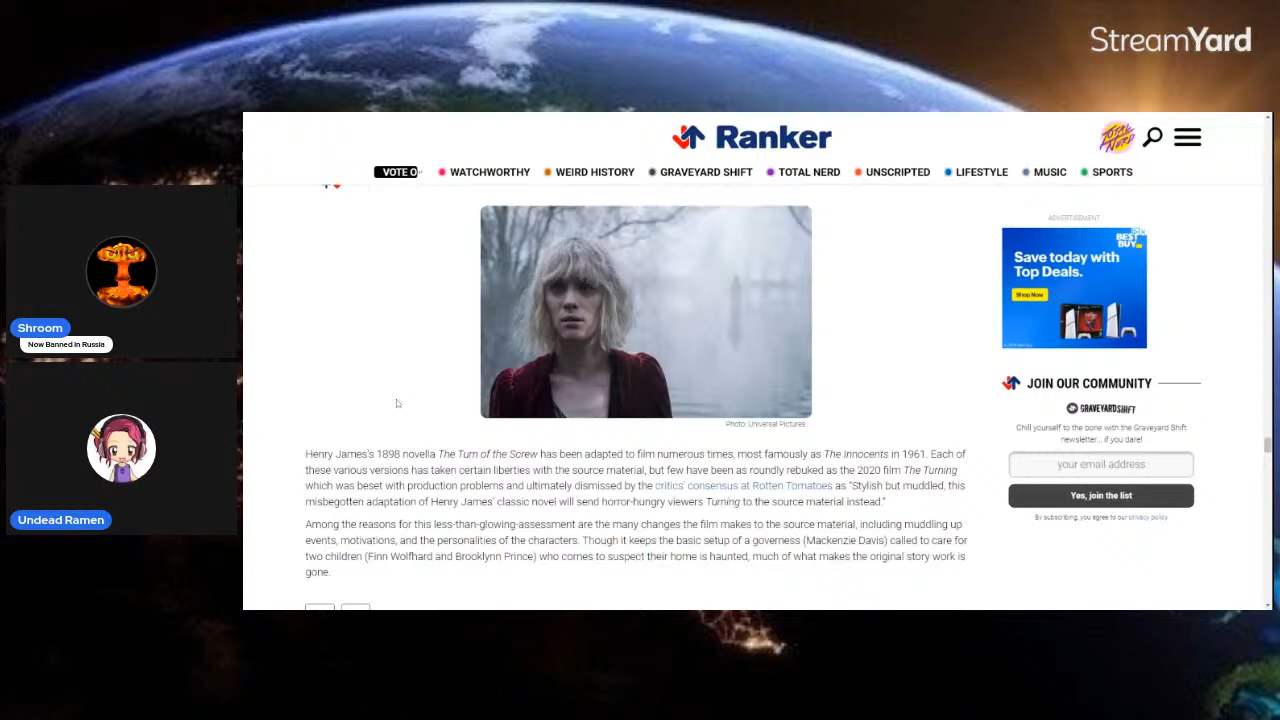 StreamYard
Ranker
TOTAL NERD
VOTE O
WATCHWORTHY
WEIRD HISTORY
GRAVEYARD SHIFT
TOTAL NERD
UNSCRIPTED
LIFESTYLE
MUSIC
SPORTS
Shroom
Now Banned in Russia
Undead Ramen
Photo: Universal Pictures
Henry James's 1898 novella The Turn of the Screw has been adapted to film numerous times, most famously as The Innocents in 1961. Each of
these various versions has taken certain liberties with the source material, but few have been as roundly rebuked as the 2020 film The Turning
which was beset with production problems and ultimately dismissed by the critics' consensus at Rotten Tomatoes as "Stylish but muddled, this
misbegotten adaptation of Henry James' classic novel will send horror-hungry viewers Turning to the source material instead."
Among the reasons for this less-than-glowing-assessment are the many changes the film makes to the source material, including muddling up
events, motivations, and the personalities of the characters. Though it keeps the basic setup of a governess (Mackenzie Davis) called to care for
two children (Finn Wolfhard and Brooklynn Prince) who comes to suspect their home is haunted, much of what makes the original story work is
gone.
ADVERTISEMENT
BEST
BUY
Save today with
Top Deals.
Shop Now
JOIN OUR COMMUNITY
GRAVEYARDSHIFT
Chill yourself to the bone with the Graveyard Shift
newsletter... if you dare!
your email address
Yes, join the list
By subscribing, you agree to our privacy policy